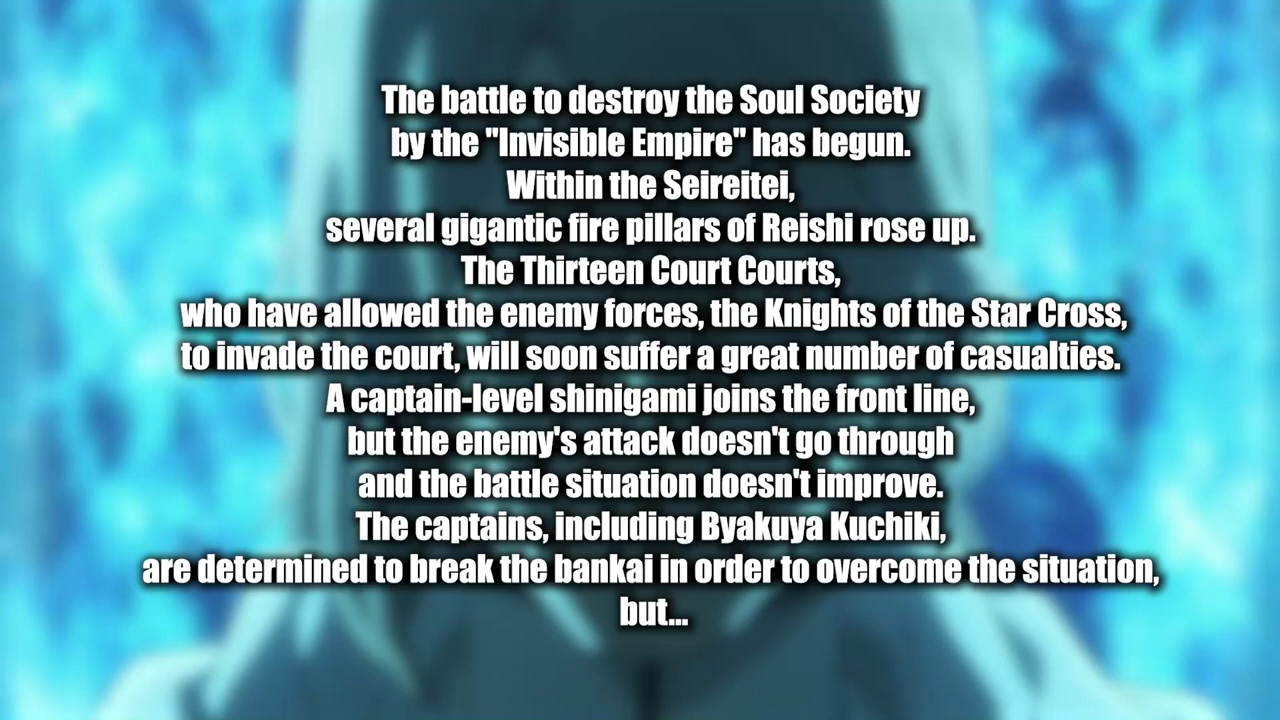 The battle to destroy the Soul Society
by the "Invisible Empire" has begun.
Within the Seireitei,
several gigantic fire pillars of Reishi rose up.
The Thirteen Court Courts,
who have allowed the enemy forces, the Knights of the Star Cross,
to invade the court, will soon suffer a great number of casualties.
A captain-level shinigami joins the front line,
but the enemy's attack doesn't go through
and the battle situation doesn't improve.
The captains, including Byakuya Kuchiki,
are determined to break the bankai in order to overcome the situation,
but...